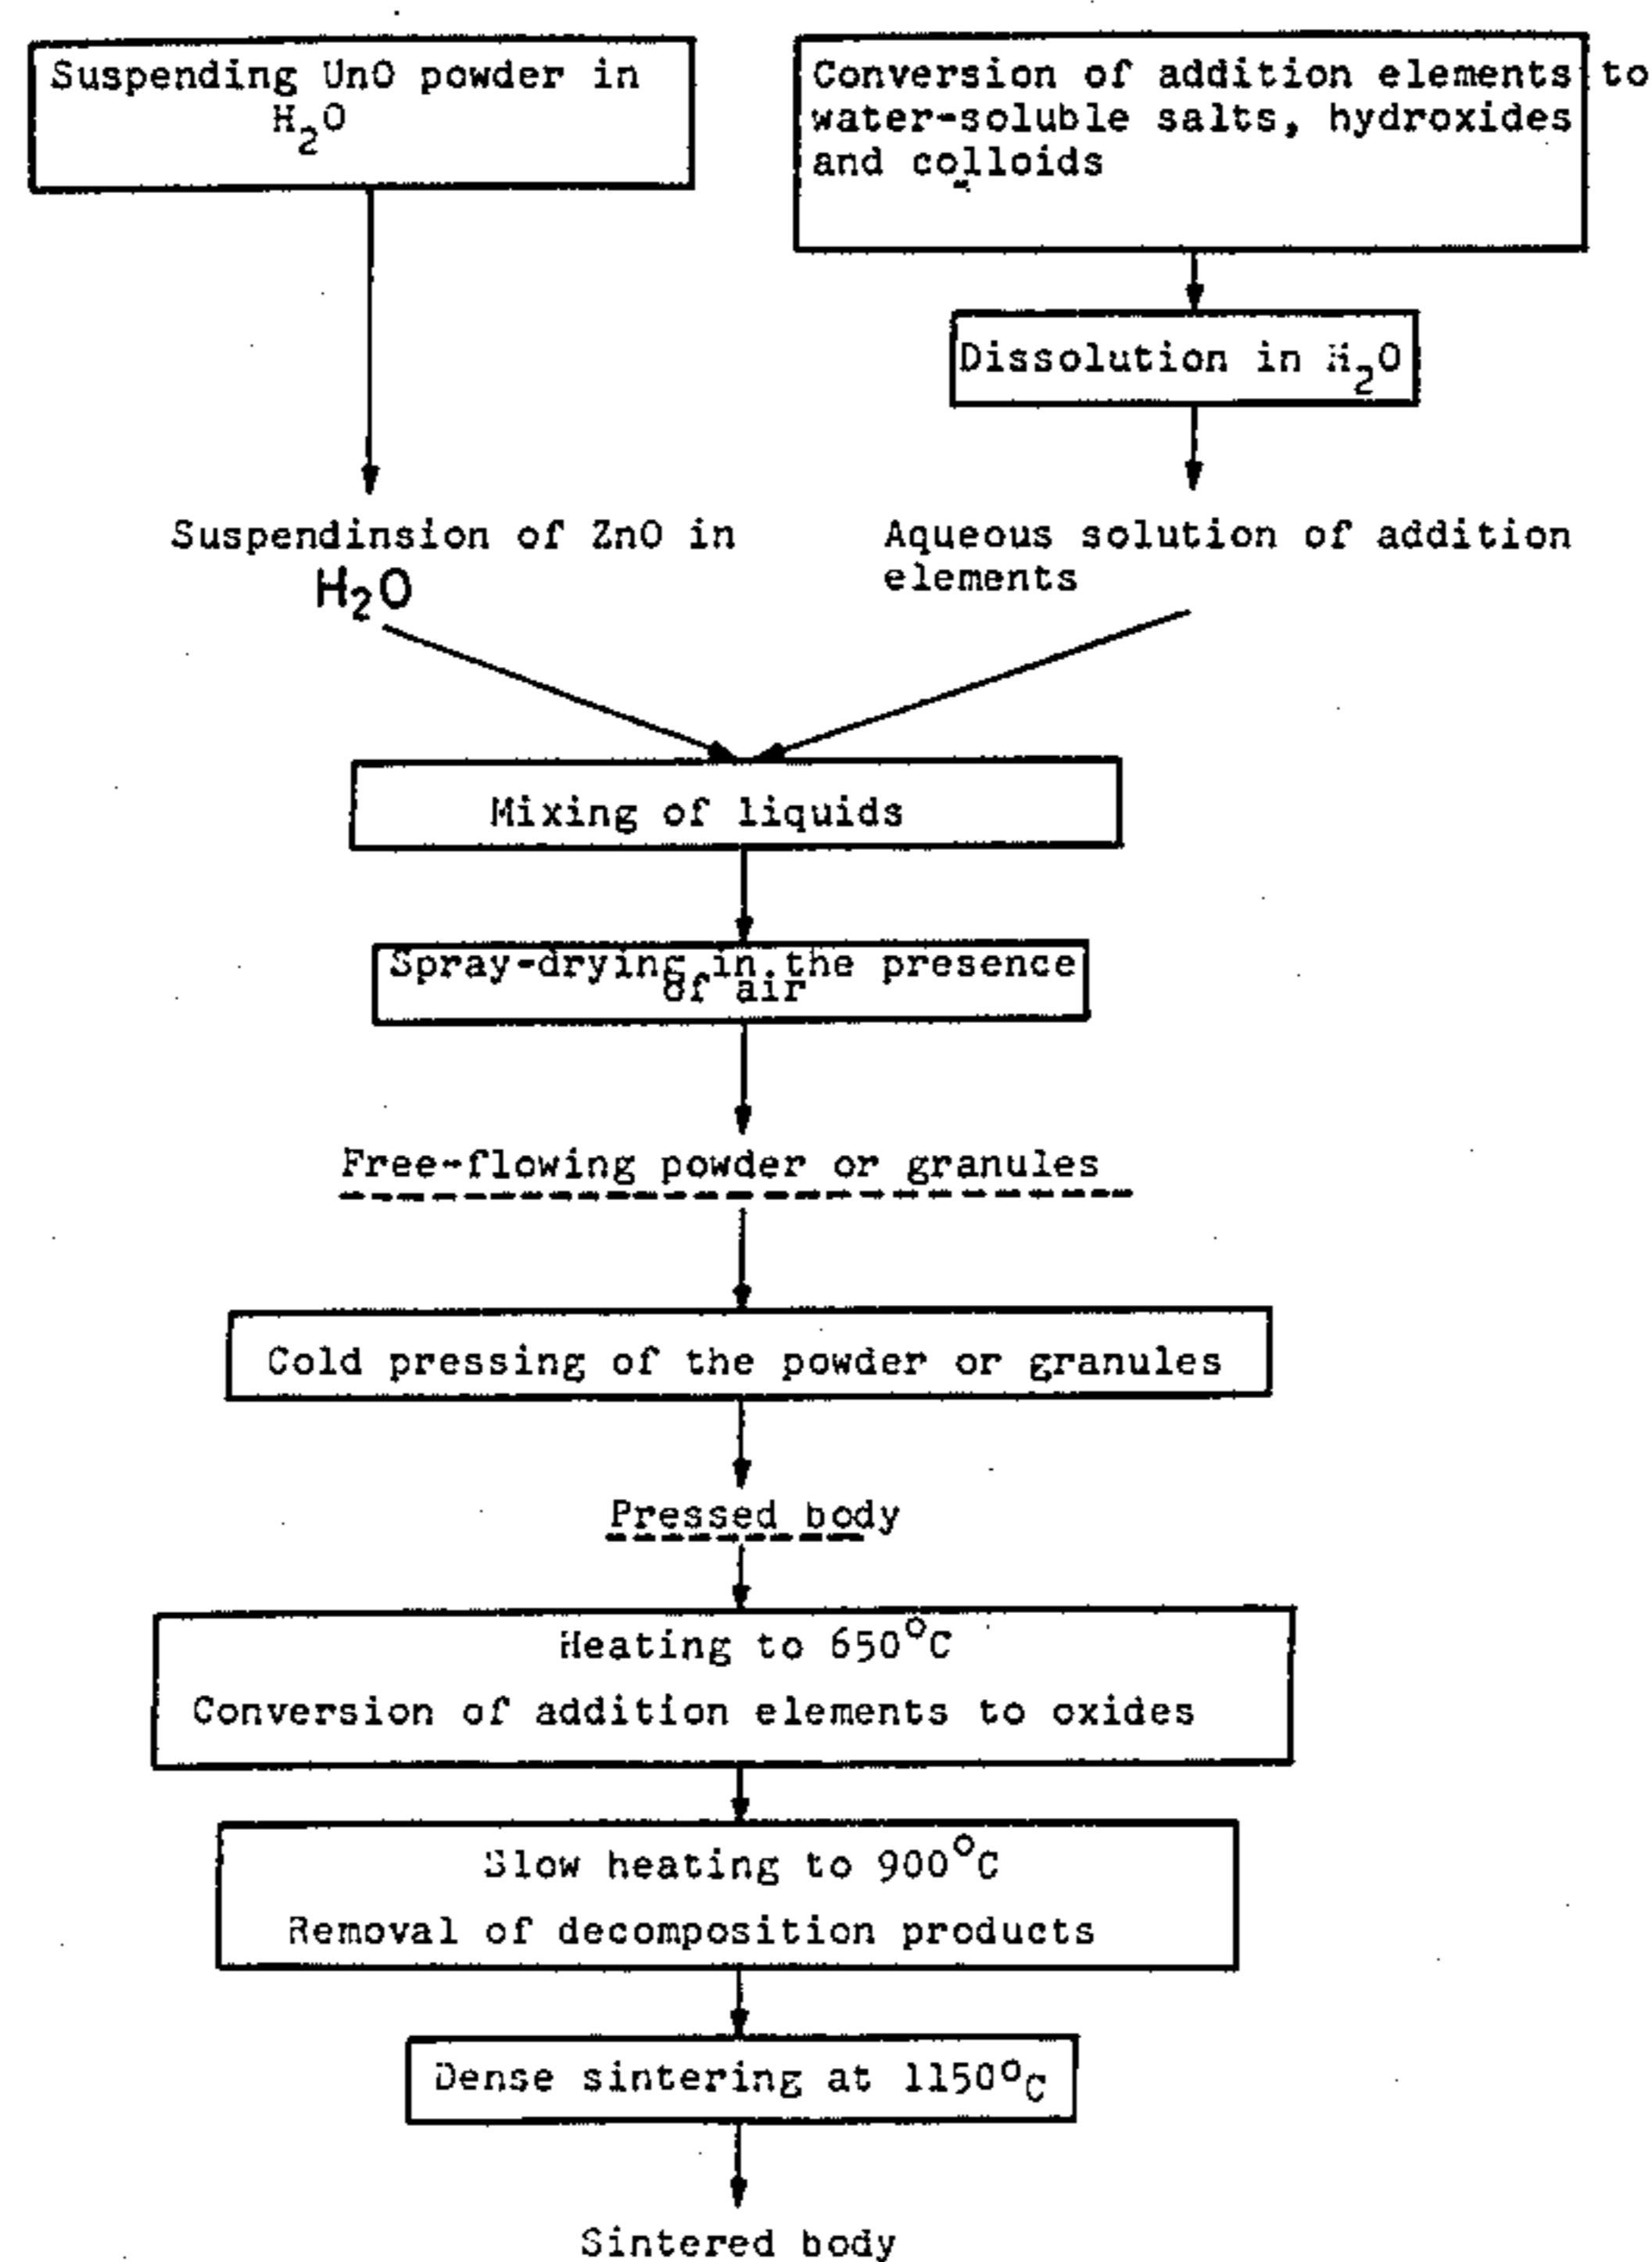 Suspending UnO powder in
H₂O
Conversion of addition elements to
water-soluble salts, hydroxides
and colloids
Dissolution in H₂O
Suspendinsion of ZnO in
H₂O
Aqueous solution of addition
elements
Mixing of liquids
Spray-drying in the presence
of air
Free-flowing powder or granules
Cold pressing of the powder or granules
Pressed body
Heating to 650°C
Conversion of addition elements to oxides
Slow heating to 900°C
Removal of decomposition products
Dense sintering at 1150°C
Sintered body